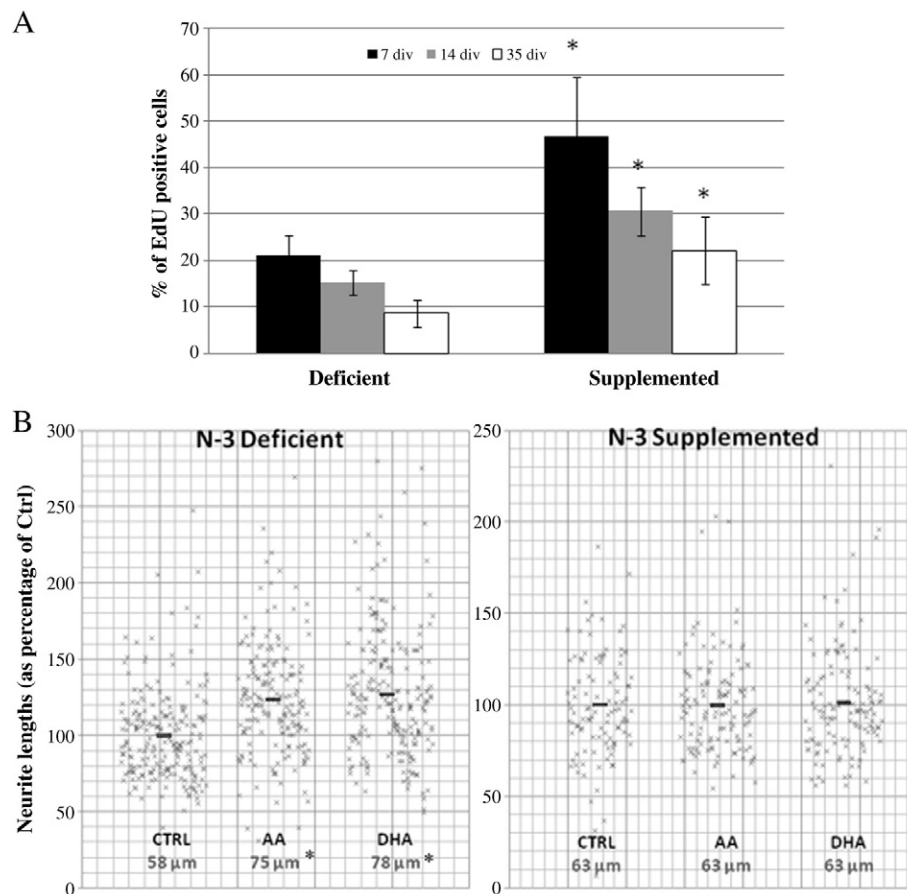 A
70
60
50
40
30
20
10
0
% of EdU positive cells
7 div 14 div 35 div
*
*
*
Deficient Supplemented
B
Neurite lengths (as percentage of Ctrl)
N-3 Deficient
300
250
200
150
100
50
0
CTRL AA DHA
58 µm 75 µm * 78 µm *
N-3 Supplemented
250
200
150
100
50
0
CTRL AA DHA
63 µm 63 µm 63 µm